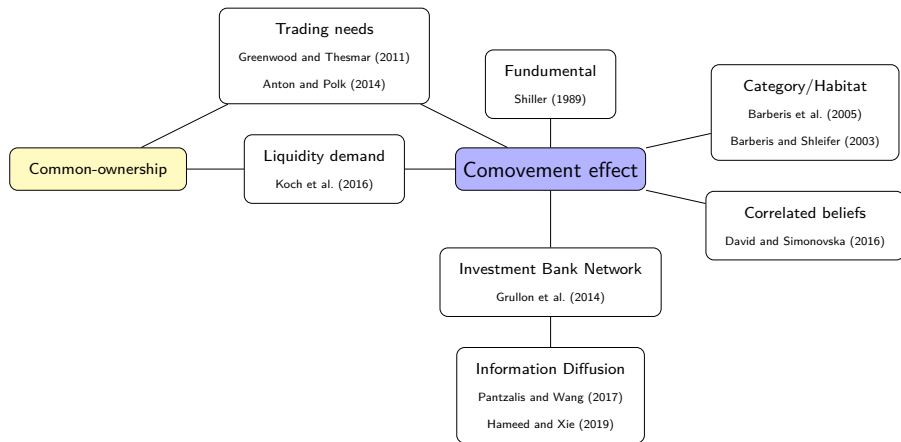 Trading needs
Greenwood and Thesmar (2011)
Anton and Polk (2014)
Fundumental
Shiller (1989)
Category/Habitat
Barberis et al. (2005)
Barberis and Shleifer (2003)
Common-ownership
Liquidity demand
Koch et al. (2016)
Comovement effect
Correlated beliefs
David and Simonovska (2016)
Investment Bank Network
Grullon et al. (2014)
Information Diffusion
Pantzalis and Wang (2017)
Hameed and Xie (2019)